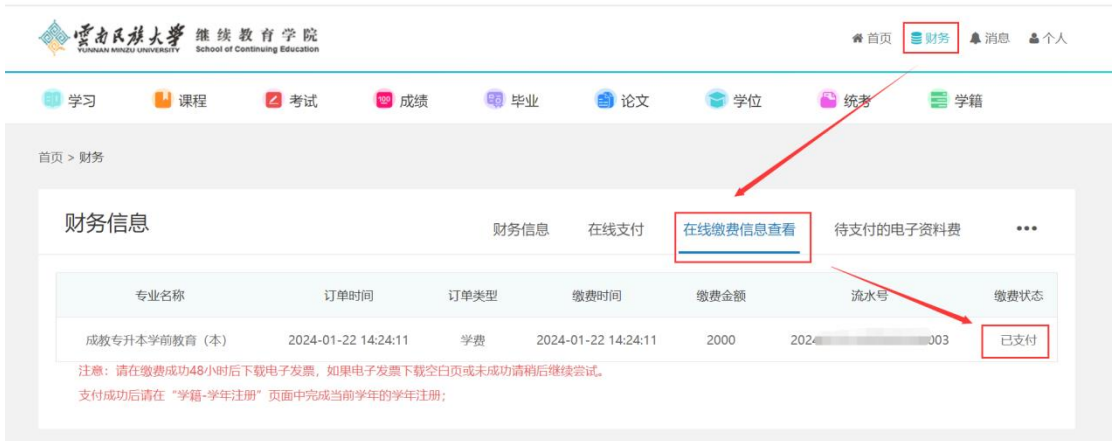 雲南民族大學 继续教育学院
YUNNAN MINZU UNIVERSITY School of Continuing Education
首页 财务 消息 个人
学习 课程 考试 成绩 毕业 论文 学位 统考 学籍
首页 > 财务
财务信息 财务信息 在线支付 在线缴费信息查看 待支付的电子资料费 •••
专业名称 订单时间 订单类型 缴费时间 缴费金额 流水号 缴费状态
成教专升本学前教育（本） 2024-01-22 14:24:11 学费 2024-01-22 14:24:11 2000 2024 003 已支付
注意：请在缴费成功48小时后下载电子发票，如果电子发票下载空白页或未成功请稍后继续尝试。
支付成功后请在“学籍-学年注册”页面中完成当前学年的学年注册；